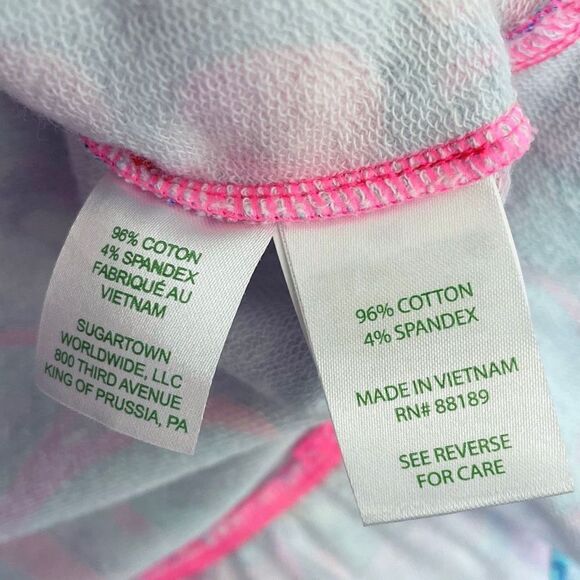 96% COTON
4% SPANDEX
FABRIQUÉ AU
VIETNAM
SUGARTOWN
WORLDWIDE, LLC
800 THIRD AVENUE
KING OF PRUSSIA, PA
96% COTTON
4% SPANDEX
MADE IN VIETNAM
RN# 88189
SEE REVERSE
FOR CARE